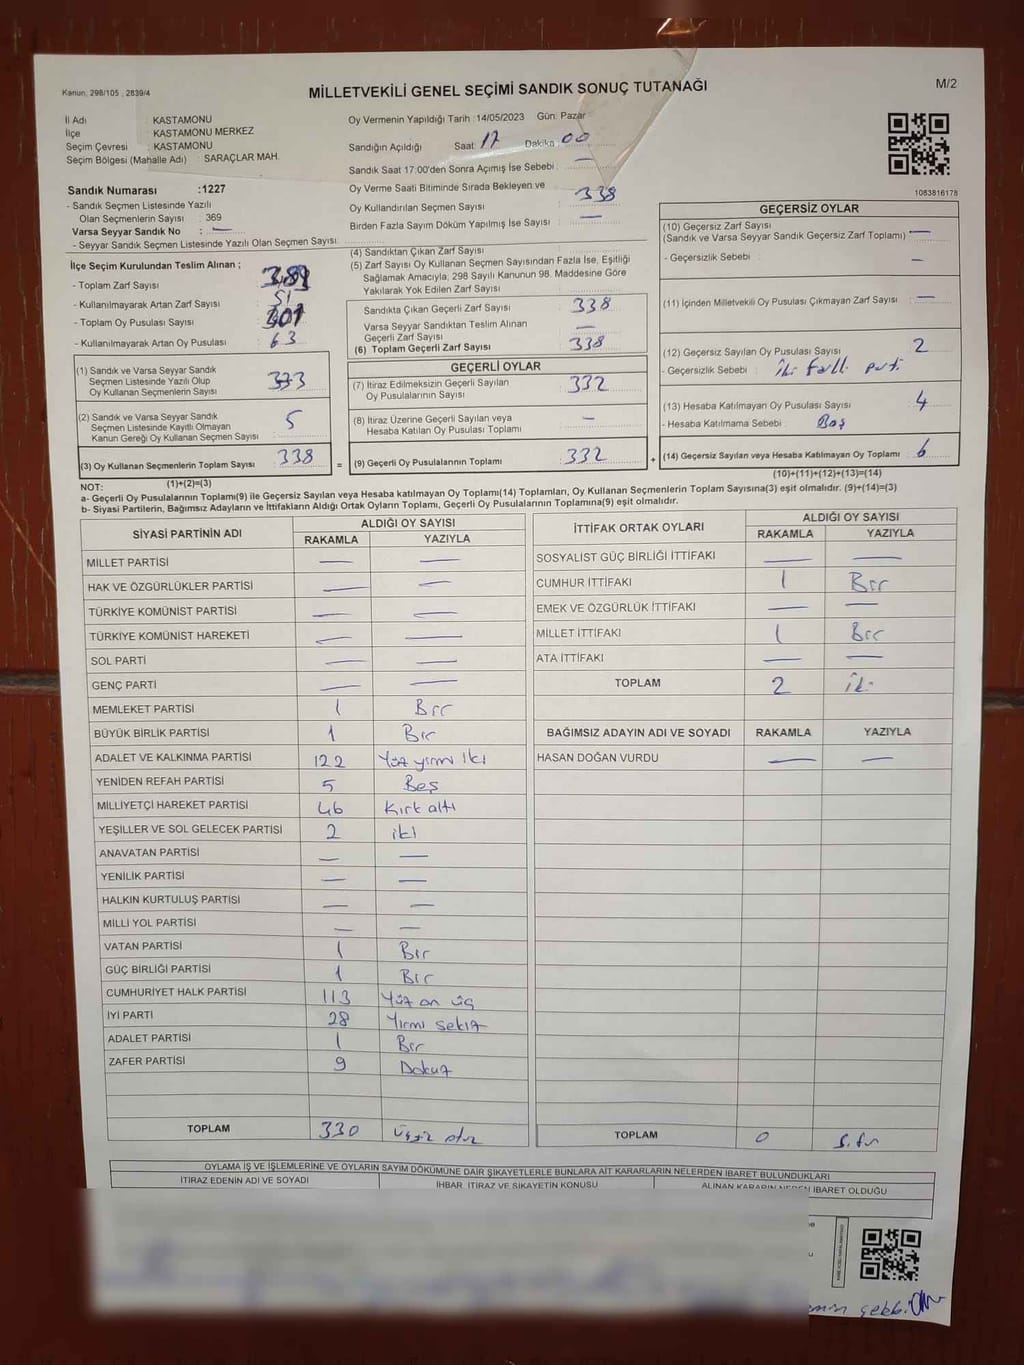 Kanun. 298/105 , 2839/4
MİLLETVEKİLİ GENEL SEÇİMİ SANDIK SONUÇ TUTANAĞI
M/2
İl Adı : KASTAMONU
İlçe : KASTAMONU MERKEZ
Seçim Çevresi : KASTAMONU
Seçim Bölgesi (Mahalle Adı) : SARAÇLAR MAH.
Oy Vermenin Yapıldığı Tarih :14/05/2023 Gün: Pazar
Sandığın Açıldığı Saat: 17 Dakika 00
Sandık Saat 17:00'den Sonra Açımış İse Sebebi : —
Sandık Numarası :1227
- Sandık Seçmen Listesinde Yazılı
Olan Seçmenlerin Sayısı : 369
Varsa Seyyar Sandık No : —
- Seyyar Sandık Seçmen Listesinde Yazılı Olan Seçmen Sayısı:
Oy Verme Saati Bitiminde Sırada Bekleyen ve
Oy Kullandırılan Seçmen Sayısı : 338
Birden Fazla Sayım Döküm Yapılmış İse Sayısı : —
1083816178
İlçe Seçim Kurulundan Teslim Alınan ;
- Toplam Zarf Sayısı : 389
- Kullanılmayarak Artan Zarf Sayısı : 51
- Toplam Oy Pusulası Sayısı :
- Kullanılmayarak Artan Oy Pusulası : 63
(1) Sandık ve Varsa Seyyar Sandık
Seçmen Listesinde Yazılı Olup
Oy Kullanan Seçmenlerin Sayısı : 333
(2) Sandık ve Varsa Seyyar Sandık
Seçmen Listesinde Kayıtlı Olmayan
Kanun Gereği Oy Kullanan Seçmen Sayısı : 5
(3) Oy Kullanan Seçmenlerin Toplam Sayısı : 338
(1)+(2)=(3)
(4) Sandıktan Çıkan Zarf Sayısı :
(5) Zarf Sayısı Oy Kullanan Seçmen Sayısından Fazla İse, Eşitliği
Sağlamak Amacıyla, 298 Sayılı Kanunun 98. Maddesine Göre
Yakılarak Yok Edilen Zarf Sayısı :
Sandıkta Çıkan Geçerli Zarf Sayısı : 338
Varsa Seyyar Sandıktan Teslim Alınan
Geçerli Zarf Sayısı : —
(6) Toplam Geçerli Zarf Sayısı : 338
GEÇERLİ OYLAR
(7) İtiraz Edilmeksizin Geçerli Sayılan
Oy Pusulalarının Sayısı : 332
(8) İtiraz Üzerine Geçerli Sayılan veya
Hesaba Katılan Oy Pusulası Toplamı : —
= (9) Geçerli Oy Pusulalarının Toplamı : 332
GEÇERSİZ OYLAR
(10) Geçersiz Zarf Sayısı
(Sandık ve Varsa Seyyar Sandık Geçersiz Zarf Toplamı) : —
- Geçersizlik Sebebi : —
(11) İçinden Milletvekili Oy Pusulası Çıkmayan Zarf Sayısı : —
(12) Geçersiz Sayılan Oy Pusulası Sayısı : 2
- Geçersizlik Sebebi :
(13) Hesaba Katılmayan Oy Pusulası Sayısı : 4
- Hesaba Katılmama Sebebi : Boş
+ (14) Geçersiz Sayılan veya Hesaba Katılmayan Oy Toplamı : 6
(10)+(11)+(12)+(13)=(14)
NOT:
a- Geçerli Oy Pusulalarının Toplamı(9) ile Geçersiz Sayılan veya Hesaba katılmayan Oy Toplamı(14) Toplamları, Oy Kullanan Seçmenlerin Toplam Sayısına(3) eşit olmalıdır. (9)+(14)=(3)
b- Siyasi Partilerin, Bağımsız Adayların ve İttifakların Aldığı Ortak Oyların Toplamı, Geçerli Oy Pusulalarının Toplamına(9) eşit olmalıdır.
SİYASİ PARTİNİN ADI ALDIĞI OY SAYISI
RAKAMLA YAZIYLA
MİLLET PARTİSİ — —
HAK VE ÖZGÜRLÜKLER PARTİSİ — —
TÜRKİYE KOMÜNİST PARTİSİ — —
TÜRKİYE KOMÜNİST HAREKETİ — —
SOL PARTİ — —
GENÇ PARTİ — —
MEMLEKET PARTİSİ 1 Bir
BÜYÜK BİRLİK PARTİSİ 1 Bir
ADALET VE KALKINMA PARTİSİ 122 Yüz yirmi iki
YENİDEN REFAH PARTİSİ 5 Beş
MİLLİYETÇİ HAREKET PARTİSİ 46 Kırk altı
YEŞİLLER VE SOL GELECEK PARTİSİ 2 iki
ANAVATAN PARTİSİ — —
YENİLİK PARTİSİ — —
HALKIN KURTULUŞ PARTİSİ — —
MİLLİ YOL PARTİSİ — —
VATAN PARTİSİ 1 Bir
GÜÇ BİRLİĞİ PARTİSİ 1 Bir
CUMHURİYET HALK PARTİSİ 113 Yüz on üç
İYİ PARTİ 28 Yirmi sekiz
ADALET PARTİSİ 1 Bir
ZAFER PARTİSİ 9 Dokuz
TOPLAM 330 üçyüz otuz
İTTİFAK ORTAK OYLARI ALDIĞI OY SAYISI
RAKAMLA YAZIYLA
SOSYALİST GÜÇ BİRLİĞİ İTTİFAKI — —
CUMHUR İTTİFAKI 1 Bir
EMEK VE ÖZGÜRLÜK İTTİFAKI — —
MİLLET İTTİFAKI 1 Bir
ATA İTTİFAKI — —
TOPLAM 2 iki
BAĞIMSIZ ADAYIN ADI VE SOYADI RAKAMLA YAZIYLA
HASAN DOĞAN VURDU — —
TOPLAM 0 Sıfır
OYLAMA İŞ VE İŞLEMLERİNE VE OYLARIN SAYIM DÖKÜMÜNE DAİR ŞİKAYETLERLE BUNLARA AİT KARARLARIN NELERDEN İBARET BULUNDUKLARI
İTİRAZ EDENİN ADI VE SOYADI İHBAR, İTİRAZ VE ŞİKAYETİN KONUSU ALINAN KARARIN NEDEN İBARET OLDUĞU